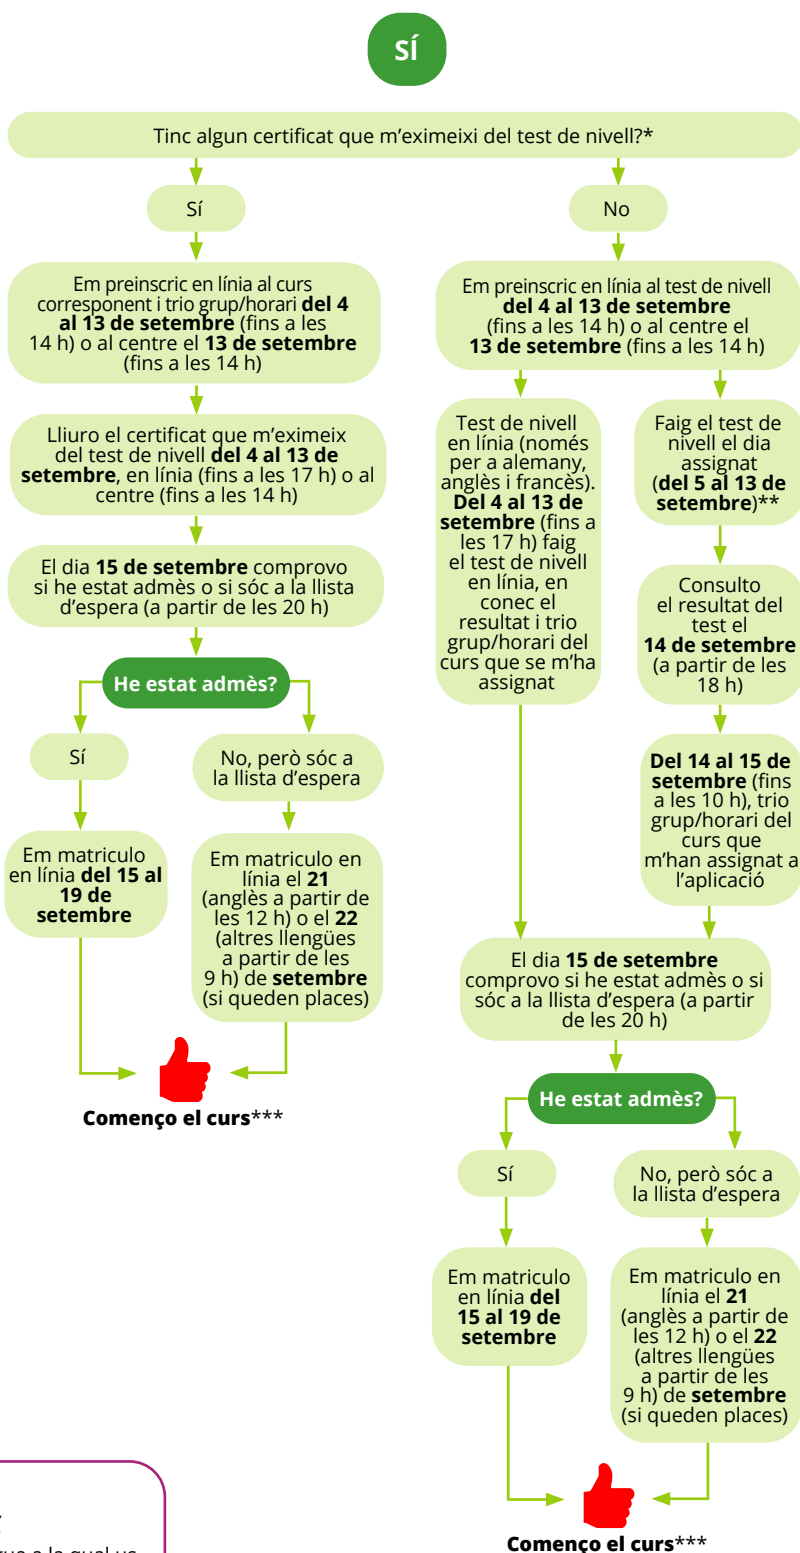 SÍ
Tinc algun certificat que m’eximeixi del test de nivell?*
Sí
No
Em preinscric en línia al curs
corresponent i trio grup/horari del 4
al 13 de setembre (fins a les
14 h) o al centre el 13 de setembre
(fins a les 14 h)
Lliuro el certificat que m’eximeix
del test de nivell del 4 al 13 de
setembre, en línia (fins a les 17 h) o al
centre (fins a les 14 h)
El dia 15 de setembre comprovo
si he estat admès o si sóc a la llista
d’espera (a partir de les 20 h)
He estat admès?
Sí
No, però sóc a
la llista d’espera
Em matriculo
en línia del 15 al
19 de
setembre
Em matriculo en
línia el 21
(anglès a partir de
les 12 h) o el 22
(altres llengües
a partir de les
9 h) de setembre
(si queden places)
Començo el curs***
Em preinscric en línia al test de nivell
del 4 al 13 de setembre
(fins a les 14 h) o al centre el
13 de setembre (fins a les 14 h)
Test de nivell
en línia (només
per a alemany,
anglès i francès).
Del 4 al 13 de
setembre (fins a
les 17 h) faig
el test de nivell
en línia, en
conec el
resultat i trio
grup/horari del
curs que se m’ha
assignat
Faig el test de
nivell el dia
assignat
(del 5 al 13 de
setembre)**
Consulto
el resultat del
test el
14 de setembre
(a partir de les
18 h)
Del 14 al 15 de
setembre (fins
a les 10 h), trio
grup/horari del
curs que
m’han assignat a
l’aplicació
El dia 15 de setembre
comprovo si he estat admès o si
sóc a la llista d’espera (a partir
de les 20 h)
He estat admès?
Sí
No, però sóc a
la llista d’espera
Em matriculo
en línia del
15 al 19 de
setembre
Em matriculo en
línia el 21
(anglès a partir de
les 12 h) o el 22
(altres llengües
a partir de les
9 h) de setembre
(si queden places)
Començo el curs***
a la qual us